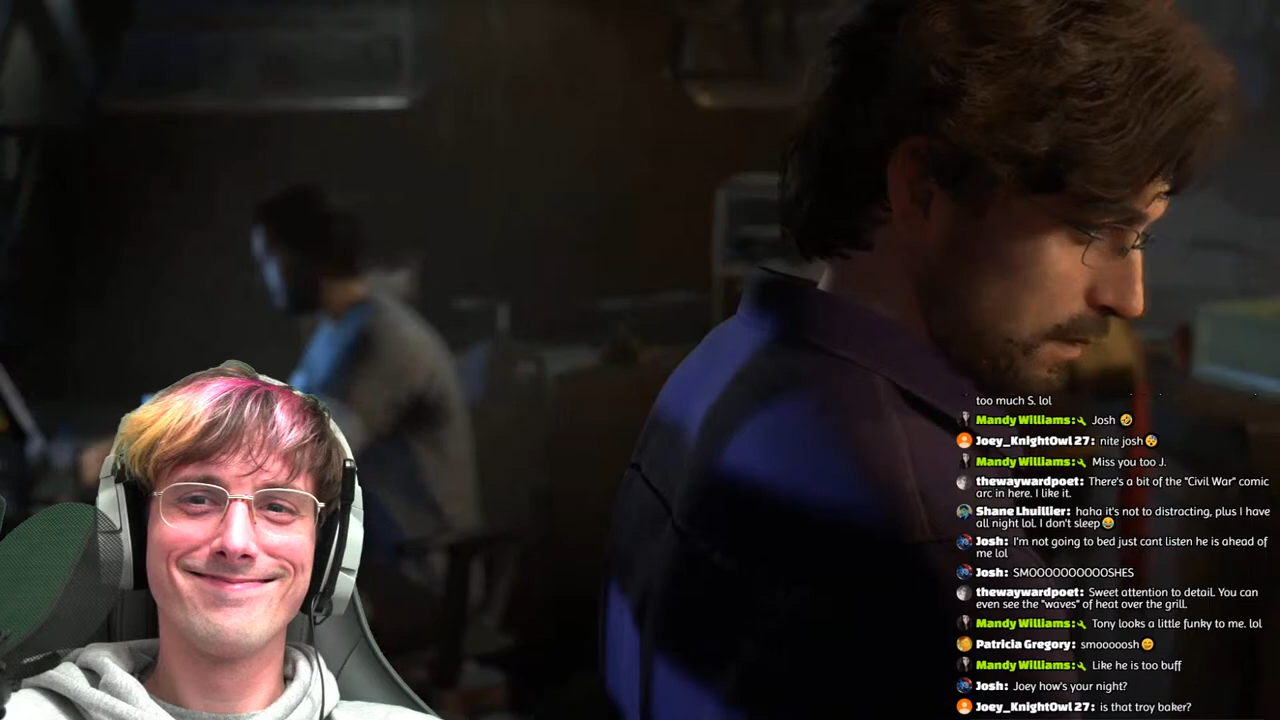 too much S. lol
Mandy Williams: Josh 🤣
Joey_KnightOwl 27: nite josh 😴
Mandy Williams: Miss you too J.
thewaywardpoet: There's a bit of the "Civil War" comic
arc in here. I like it.
Shane Lhuillier: haha it's not to distracting, plus I have
all night lol. I don't sleep 😂
Josh: I'm not going to bed just cant listen he is ahead of
me lol
Josh: SMOOOOOOOOOOSHES
thewaywardpoet: Sweet attention to detail. You can
even see the "waves" of heat over the grill.
Mandy Williams: Tony looks a little funky to me. lol
Patricia Gregory: smooooosh 😊
Mandy Williams: Like he is too buff
Josh: Joey how's your night?
Joey_KnightOwl 27: is that troy baker?